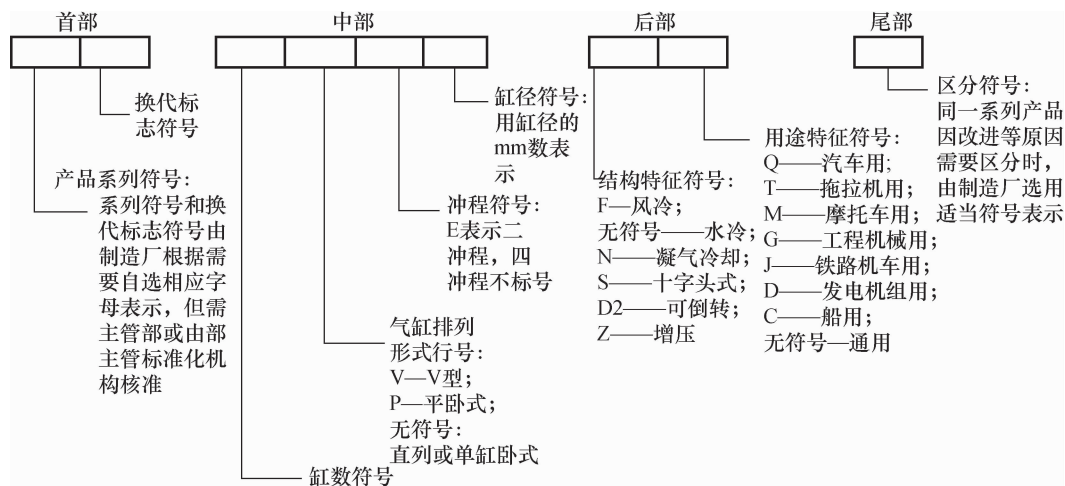 首部
中部
后部
尾部
换代标
志符号
产品系列符号：
系列符号和换
代标志符号由
制造厂根据需
要自选相应字
母表示，但需
主管部或由部
主管标准化机
构核准
缸径符号：
用缸径的
mm数表
示
冲程符号：
E表示二
冲程，四
冲程不标号
气缸排列
形式行号：
V—V型；
P—平卧式；
无符号：
直列或单缸卧式
缸数符号
结构特征符号：
F—风冷；
无符号——水冷；
N——凝气冷却；
S——十字头式；
D2——可倒转；
Z——增压
用途特征符号：
Q——汽车用；
T——拖拉机用；
M——摩托车用；
G——工程机械用；
J——铁路机车用；
D——发电机组用；
C——船用；
无符号—通用
区分符号：
同一系列产品
因改进等原因
需要区分时，
由制造厂选用
适当符号表示